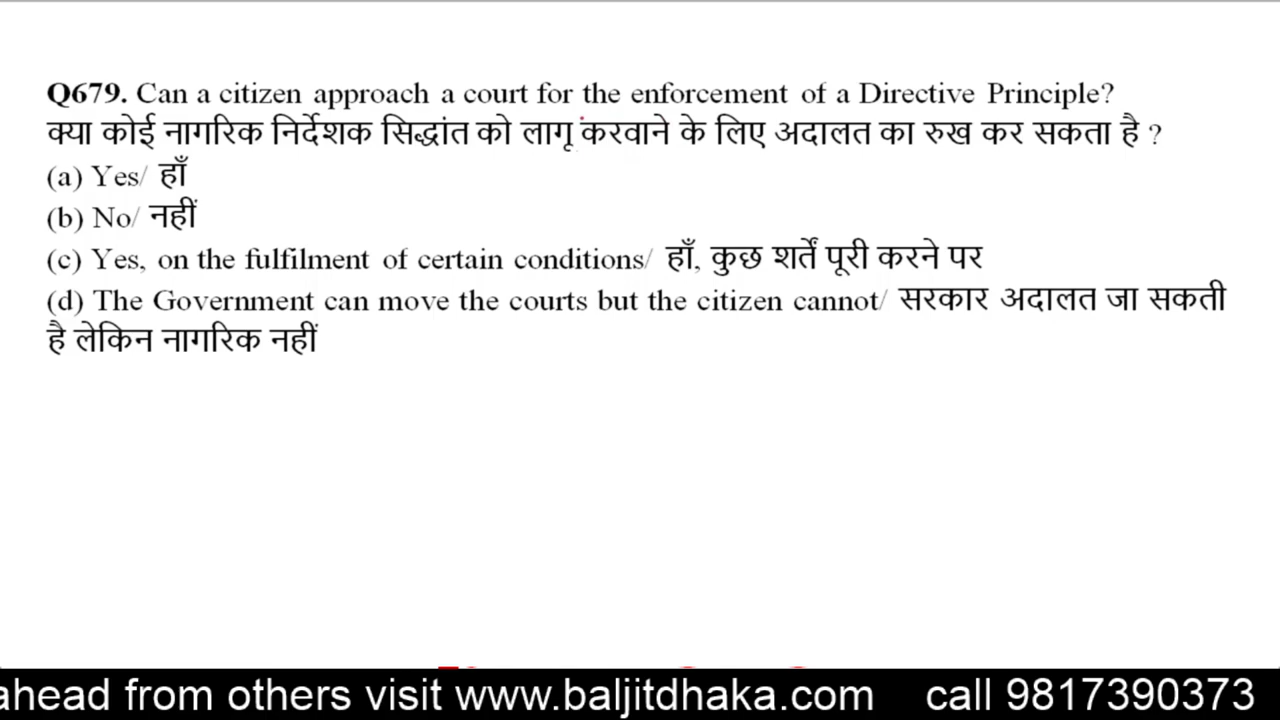 Q679. Can a citizen approach a court for the enforcement of a Directive Principle?
क्या कोई नागरिक निर्देशक सिद्धांत को लागू करवाने के लिए अदालत का रुख कर सकता है ?
(a) Yes/ हाँ
(b) No/ नहीं
(c) Yes, on the fulfilment of certain conditions/ हाँ, कुछ शर्तें पूरी करने पर
(d) The Government can move the courts but the citizen cannot/ सरकार अदालत जा सकती
है लेकिन नागरिक नहीं
ahead from others visit www.baljitdhaka.com call 9817390373